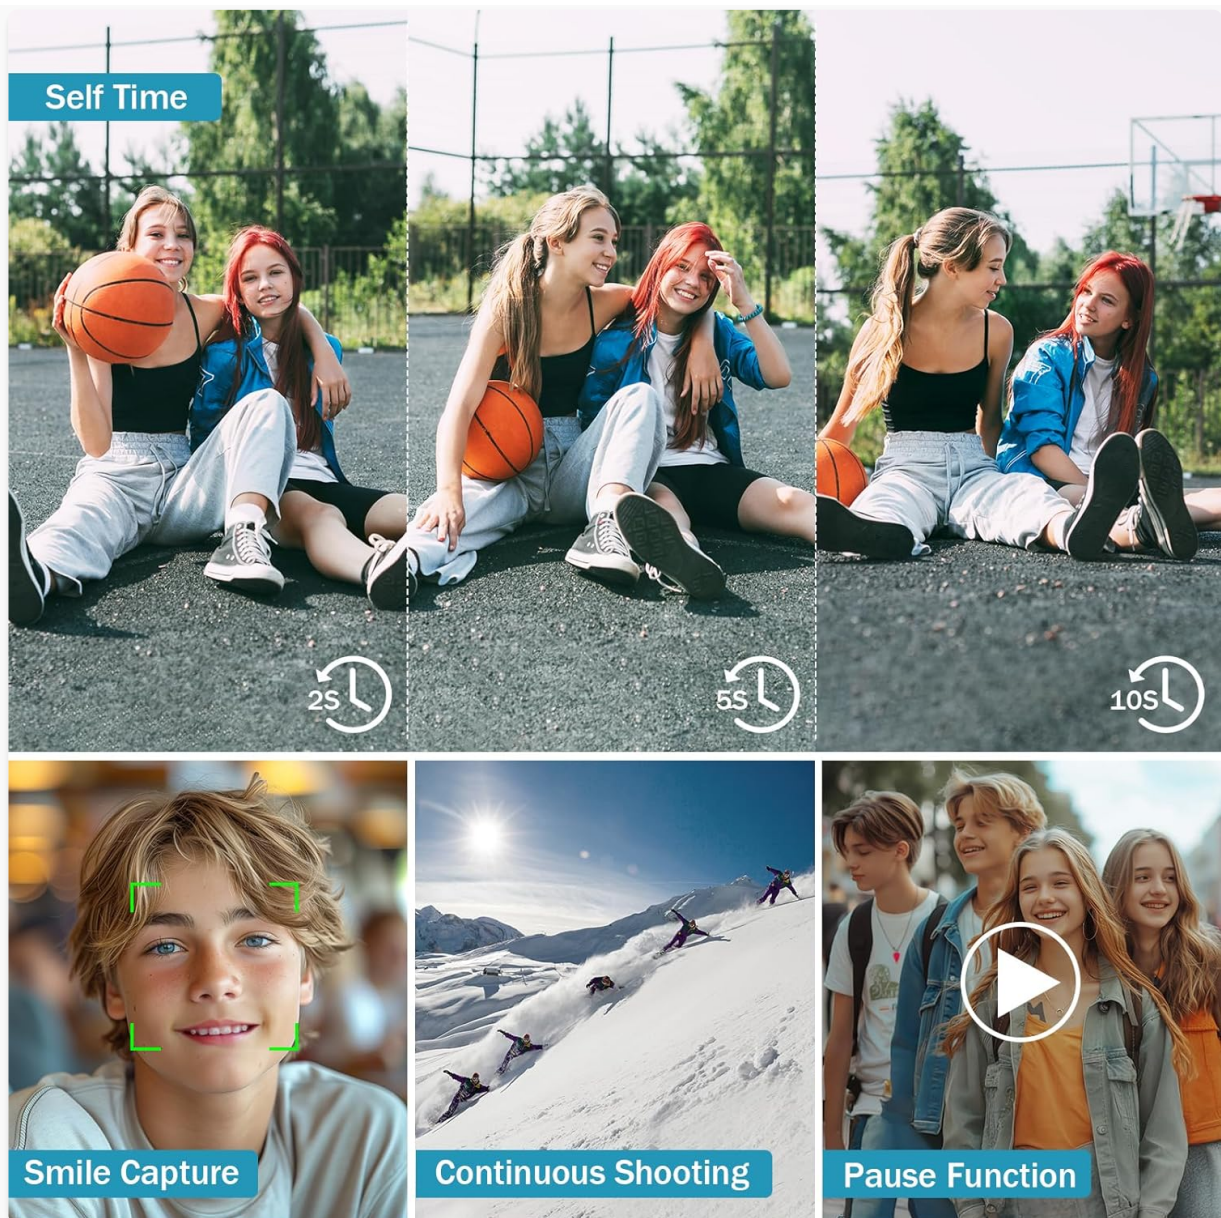 Self Time
2S
5S
10S
Smile Capture
Continuous Shooting
Pause Function